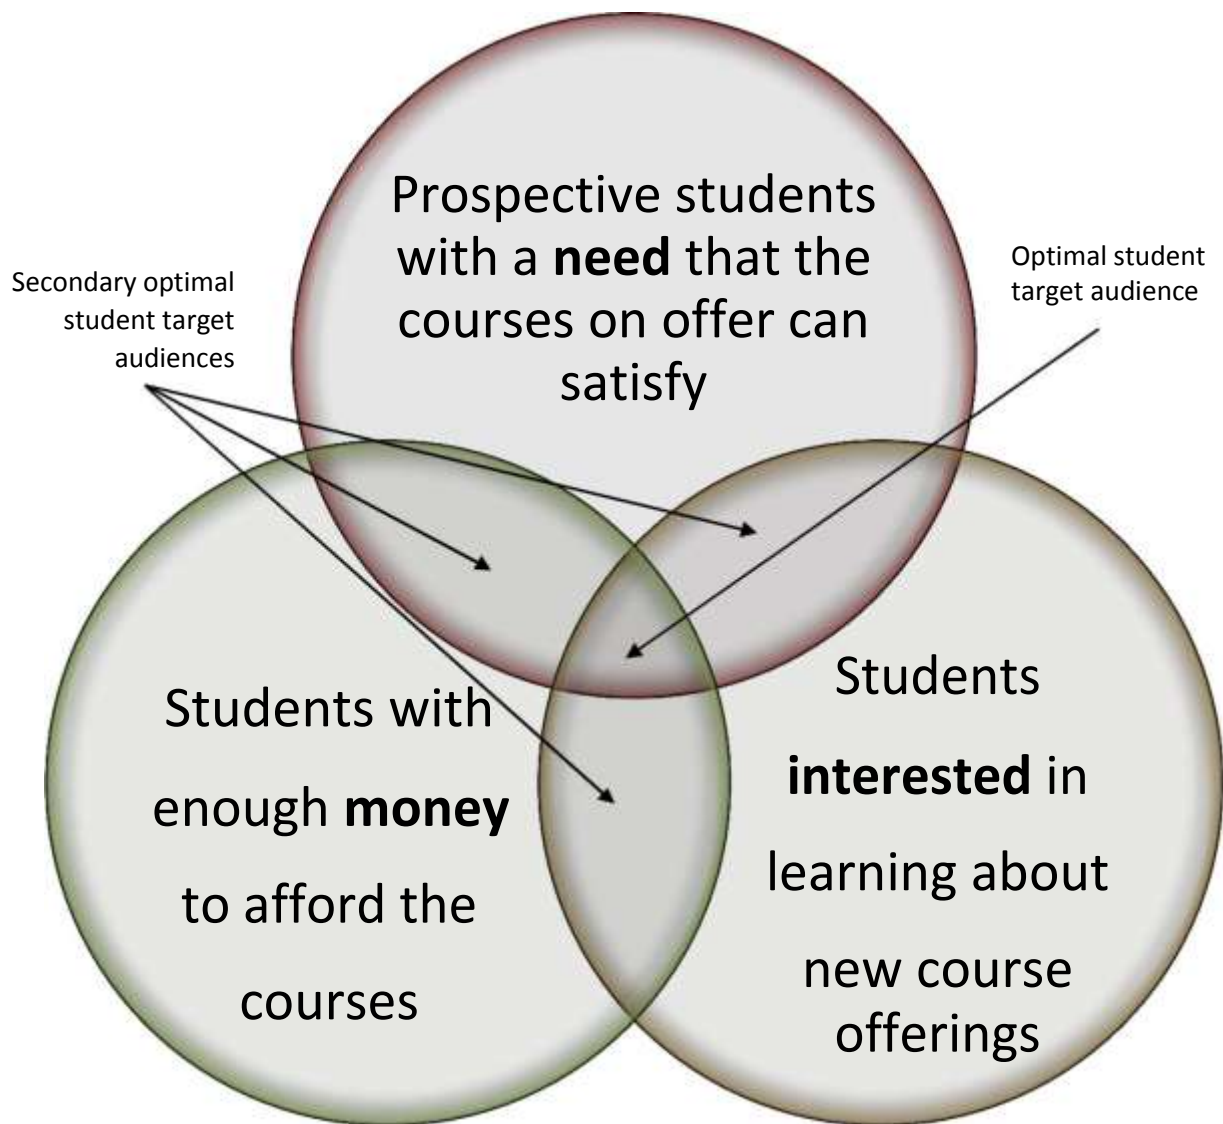 Prospective students
with a need that the
courses on offer can
satisfy
Secondary optimal
student target
audiences
Optimal student
target audience
Students with
enough money
to afford the
courses
Students
interested in
learning about
new course
offerings